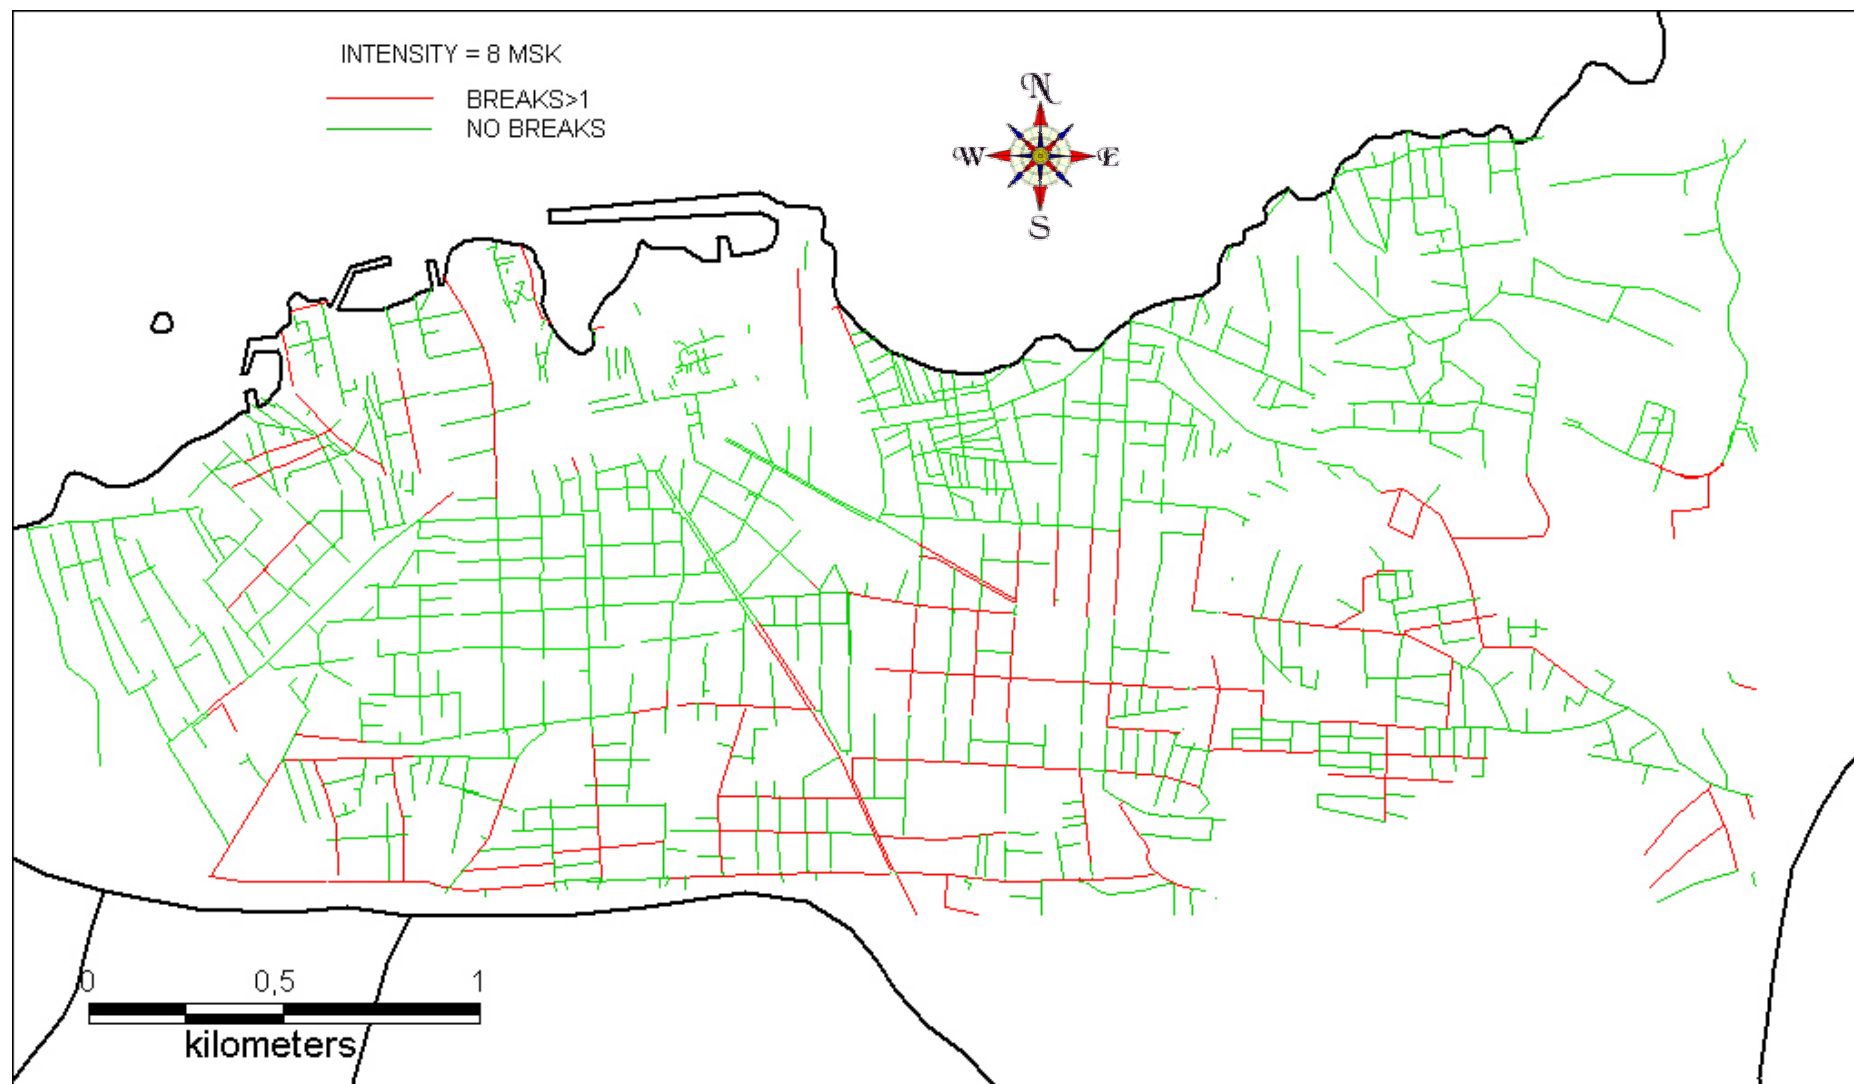 INTENSITY = 8 MSK
BREAKS>1
NO BREAKS
N
W E
S
0 0,5 1
kilometers